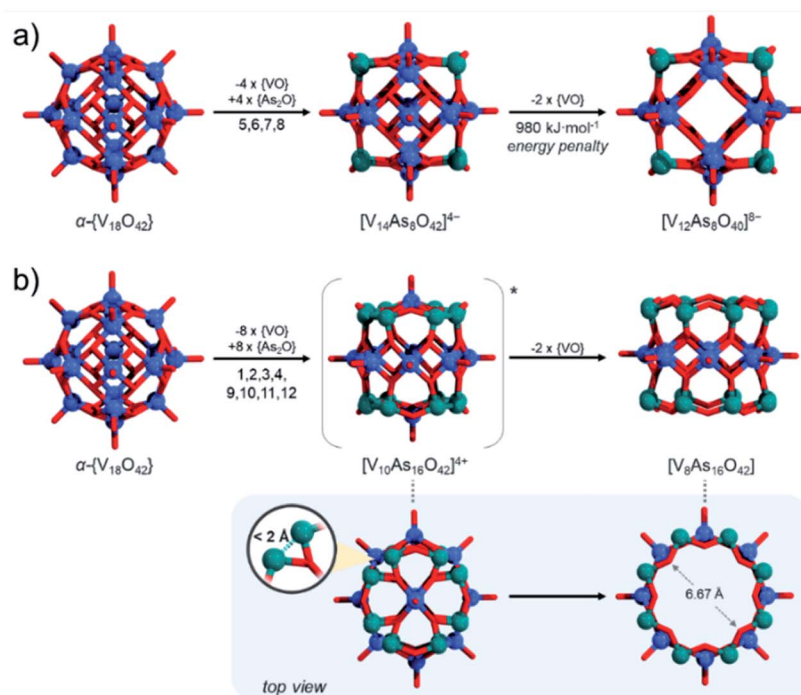 a)
-4 x {VO}
+4 x {As₂O}
5,6,7,8
-2 x {VO}
980 kJ·mol⁻¹
energy penalty
α-{V₁₈O₄₂}
[V₁₄As₈O₄₂]⁴⁻
[V₁₂As₈O₄₀]⁸⁻
b)
-8 x {VO}
+8 x {As₂O}
1,2,3,4,
9,10,11,12
*
-2 x {VO}
α-{V₁₈O₄₂}
[V₁₀As₁₆O₄₂]⁴⁺
[V₈As₁₆O₄₂]
< 2 Å
6.67 Å
top view